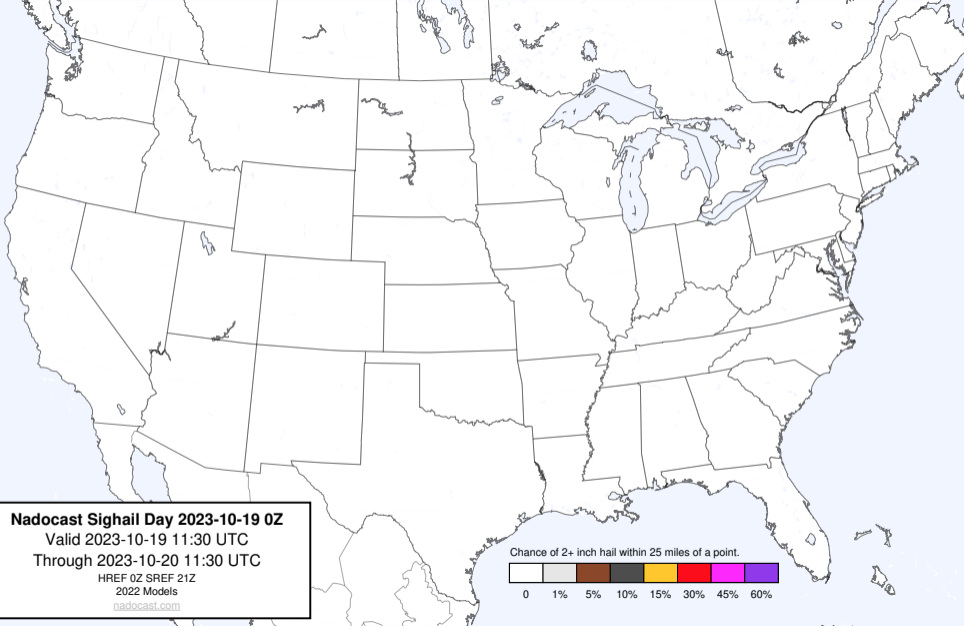 Nadocast Sighail Day 2023-10-19 0Z
Valid 2023-10-19 11:30 UTC
Through 2023-10-20 11:30 UTC
HREF 0Z SREF 21Z
2022 Models
nadocast.com
Chance of 2+ inch hail within 25 miles of a point.
0 1% 5% 10% 15% 30% 45% 60%